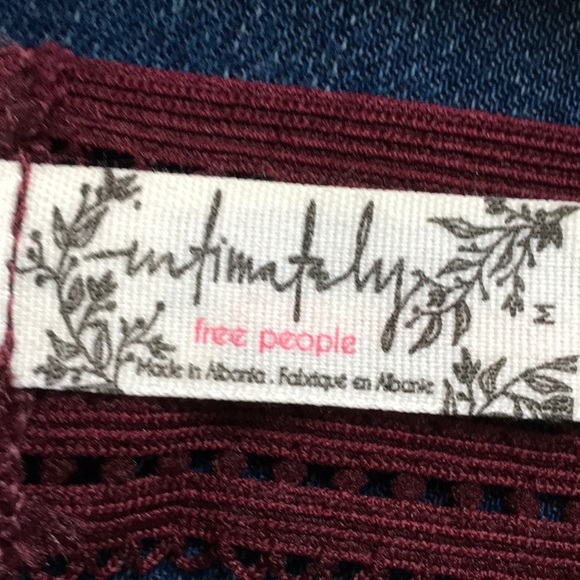 intimately
free people
Made in Albania . Fabriqué en Albanie
M